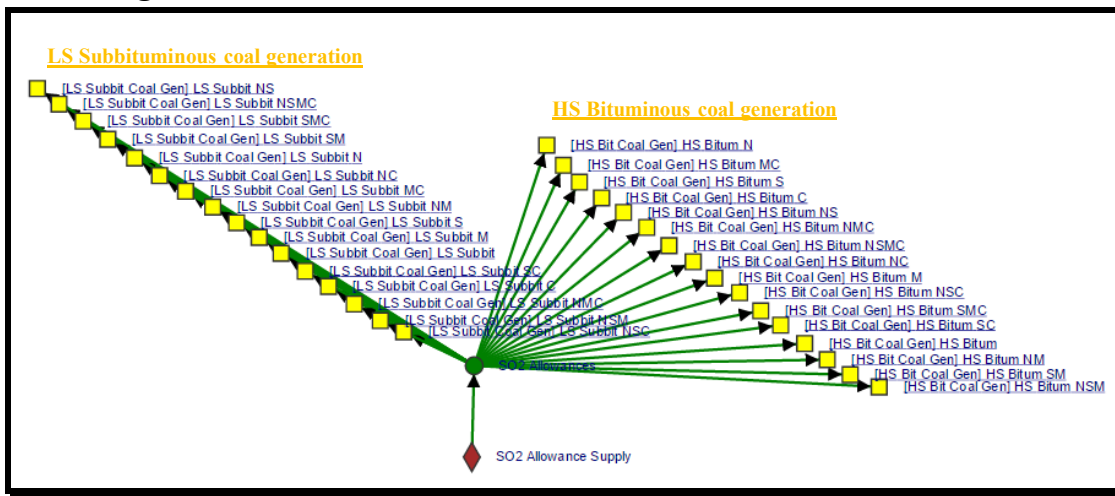 LS Subbituminous coal generation
[LS Subbit Coal Gen] LS Subbit NS
[LS Subbit Coal Gen] LS Subbit NSMC
[LS Subbit Coal Gen] LS Subbit SMC
[LS Subbit Coal Gen] LS Subbit SM
[LS Subbit Coal Gen] LS Subbit N
[LS Subbit Coal Gen] LS Subbit NC
[LS Subbit Coal Gen] LS Subbit MC
[LS Subbit Coal Gen] LS Subbit NM
[LS Subbit Coal Gen] LS Subbit S
[LS Subbit Coal Gen] LS Subbit M
[LS Subbit Coal Gen] LS Subbit
[LS Subbit Coal Gen] LS Subbit SC
[LS Subbit Coal Gen] LS Subbit C
[LS Subbit Coal Gen] LS Subbit NMC
[LS Subbit Coal Gen] LS Subbit NSM
[LS Subbit Coal Gen] LS Subbit NSC
HS Bituminous coal generation
[HS Bit Coal Gen] HS Bitum N
[HS Bit Coal Gen] HS Bitum MC
[HS Bit Coal Gen] HS Bitum S
[HS Bit Coal Gen] HS Bitum C
[HS Bit Coal Gen] HS Bitum NS
[HS Bit Coal Gen] HS Bitum NMC
[HS Bit Coal Gen] HS Bitum NSMC
[HS Bit Coal Gen] HS Bitum NC
[HS Bit Coal Gen] HS Bitum M
[HS Bit Coal Gen] HS Bitum NSC
[HS Bit Coal Gen] HS Bitum SMC
[HS Bit Coal Gen] HS Bitum SC
[HS Bit Coal Gen] HS Bitum
[HS Bit Coal Gen] HS Bitum NM
[HS Bit Coal Gen] HS Bitum SM
[HS Bit Coal Gen] HS Bitum NSM
SO2 Allowances
SO2 Allowance Supply